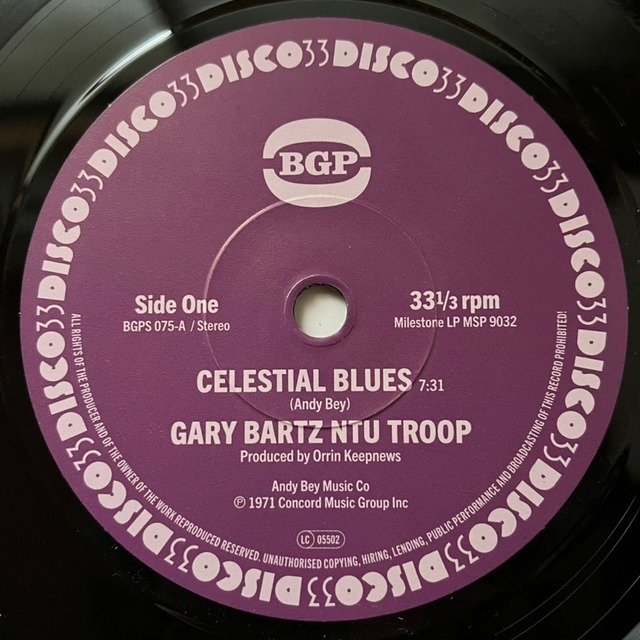 DISCO33DISCO33DISCO33DISCO33DISCO33DISCO33DISCO33DISCO33DISCO33DISCO33DISCO33DISCO33
BGP
Side One
BGPS 075-A / Stereo
33 1/3 rpm
Milestone LP MSP 9032
CELESTIAL BLUES 7:31
(Andy Bey)
GARY BARTZ NTU TROOP
Produced by Orrin Keepnews
Andy Bey Music Co
℗ 1971 Concord Music Group Inc
LC 05502
ALL RIGHTS OF THE PRODUCER AND OF THE OWNER OF THE WORK REPRODUCED RESERVED. UNAUTHORISED COPYING, HIRING, LENDING, PUBLIC PERFORMANCE AND BROADCASTING OF THIS RECORD PROHIBITED!